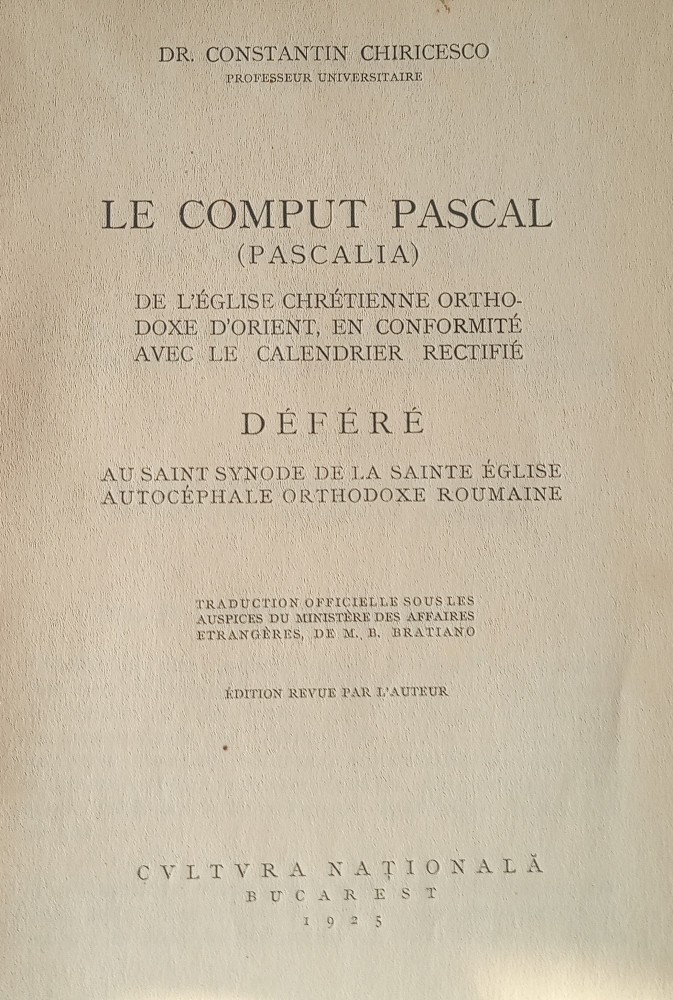 DR. CONSTANTIN CHIRICESCO
PROFESSEUR UNIVERSITAIRE
LE COMPUT PASCAL
(PASCALIA)
DE L'ÉGLISE CHRÉTIENNE ORTHO-
DOXE D'ORIENT, EN CONFORMITÉ
AVEC LE CALENDRIER RECTIFIÉ
DÉFÉRÉ
AU SAINT SYNODE DE LA SAINTE ÉGLISE
AUTOCÉPHALE ORTHODOXE ROUMAINE
TRADUCTION OFFICIELLE SOUS LES
AUSPICES DU MINISTÈRE DES AFFAIRES
ETRANGÈRES, DE M. B. BRATIANO
ÉDITION REVUE PAR L'AUTEUR
CVLTVRA NAȚIONALĂ
BUCAREST
1925